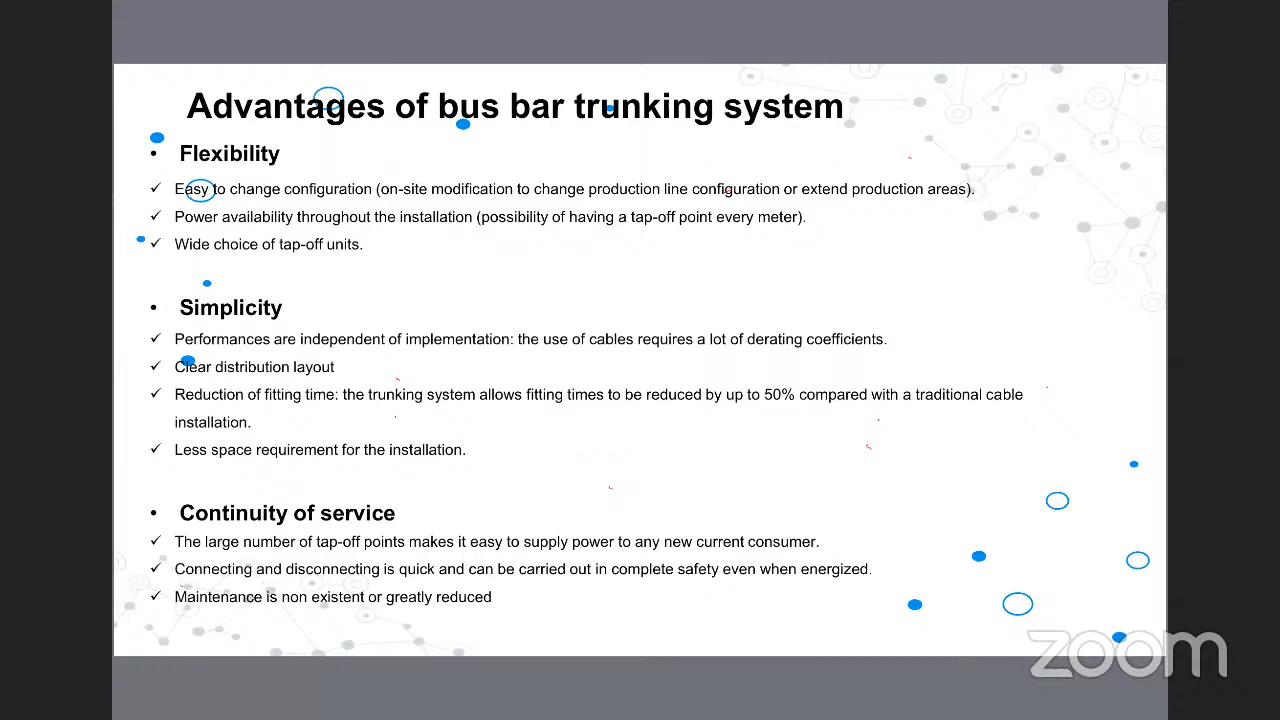 Advantages of bus bar trunking system
• Flexibility
✓ Easy to change configuration (on-site modification to change production line configuration or extend production areas).
✓ Power availability throughout the installation (possibility of having a tap-off point every meter).
✓ Wide choice of tap-off units.
• Simplicity
✓ Performances are independent of implementation: the use of cables requires a lot of derating coefficients.
✓ Clear distribution layout
✓ Reduction of fitting time: the trunking system allows fitting times to be reduced by up to 50% compared with a traditional cable
installation.
✓ Less space requirement for the installation.
• Continuity of service
✓ The large number of tap-off points makes it easy to supply power to any new current consumer.
✓ Connecting and disconnecting is quick and can be carried out in complete safety even when energized.
✓ Maintenance is non existent or greatly reduced
zoom